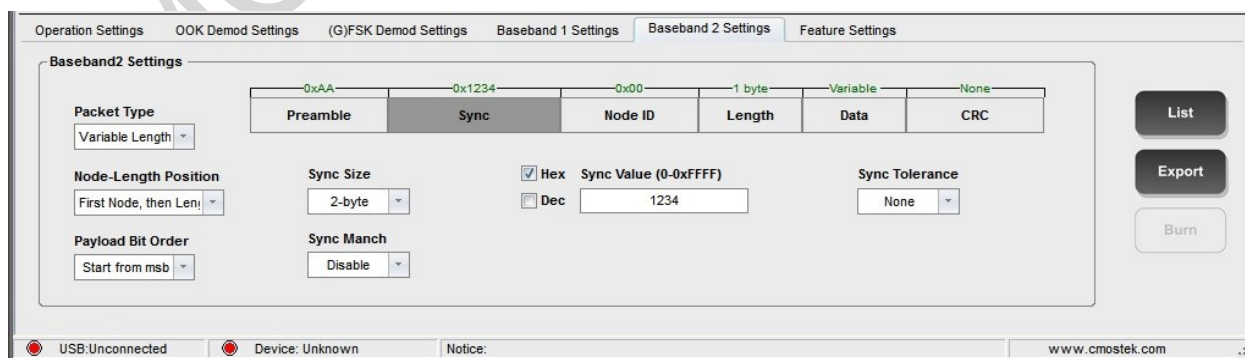 Operation Settings OOK Demod Settings (G)FSK Demod Settings Baseband 1 Settings Baseband 2 Settings Feature Settings
Baseband2 Settings
0xAA 0x1234 0x00 1 byte Variable None
Preamble Sync Node ID Length Data CRC
Packet Type
Variable Length
Node-Length Position
First Node, then Leng
Payload Bit Order
Start from msb
Sync Size
2-byte
Sync Manch
Disable
Hex
Dec
Sync Value (0-0xFFFF)
1234
Sync Tolerance
None
List
Export
Burn
USB:Unconnected Device: Unknown Notice: www.cmostek.com